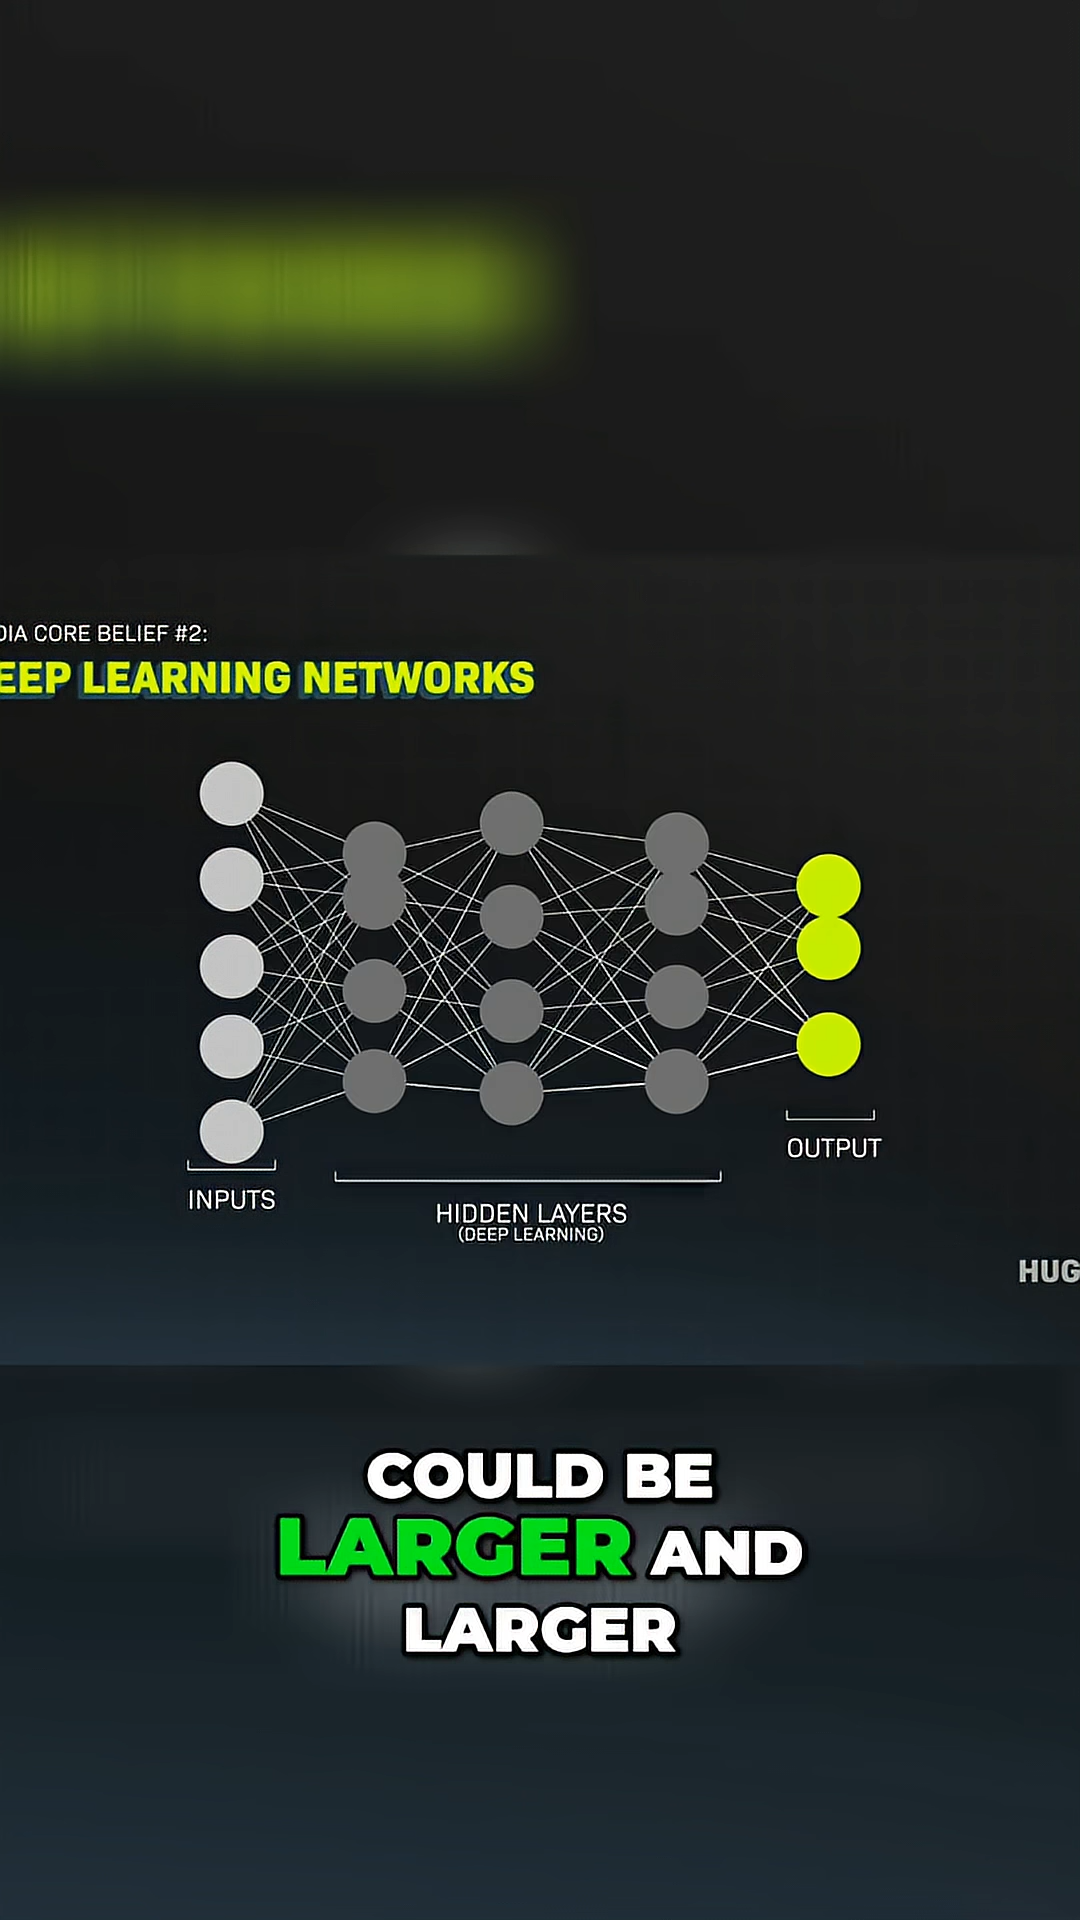 DIA CORE BELIEF #2:
EEP LEARNING NETWORKS
OUTPUT
INPUTS
HIDDEN LAYERS
(DEEP LEARNING)
HUG
COULD BE
LARGER AND
LARGER